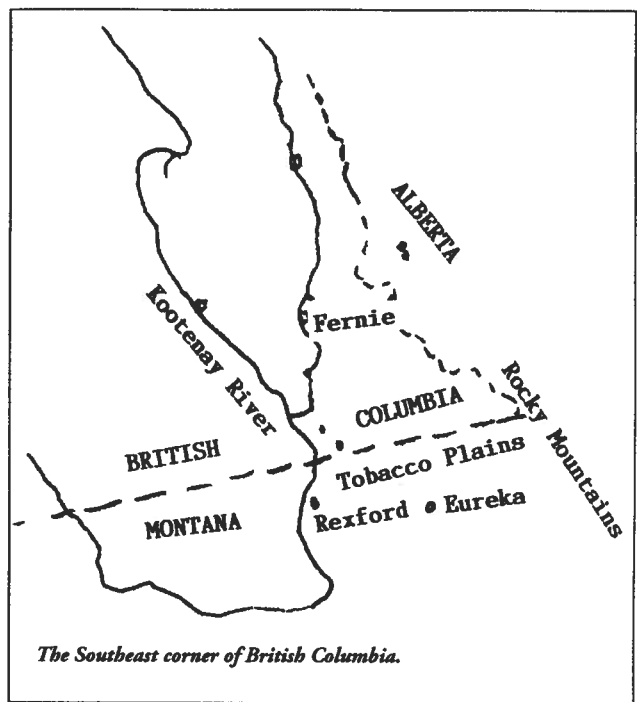 ALBERTA
Kootenay River
Fernie
Rocky Mountains
BRITISH COLUMBIA
Tobacco Plains
MONTANA
Rexford
Eureka
The Southeast corner of British Columbia.